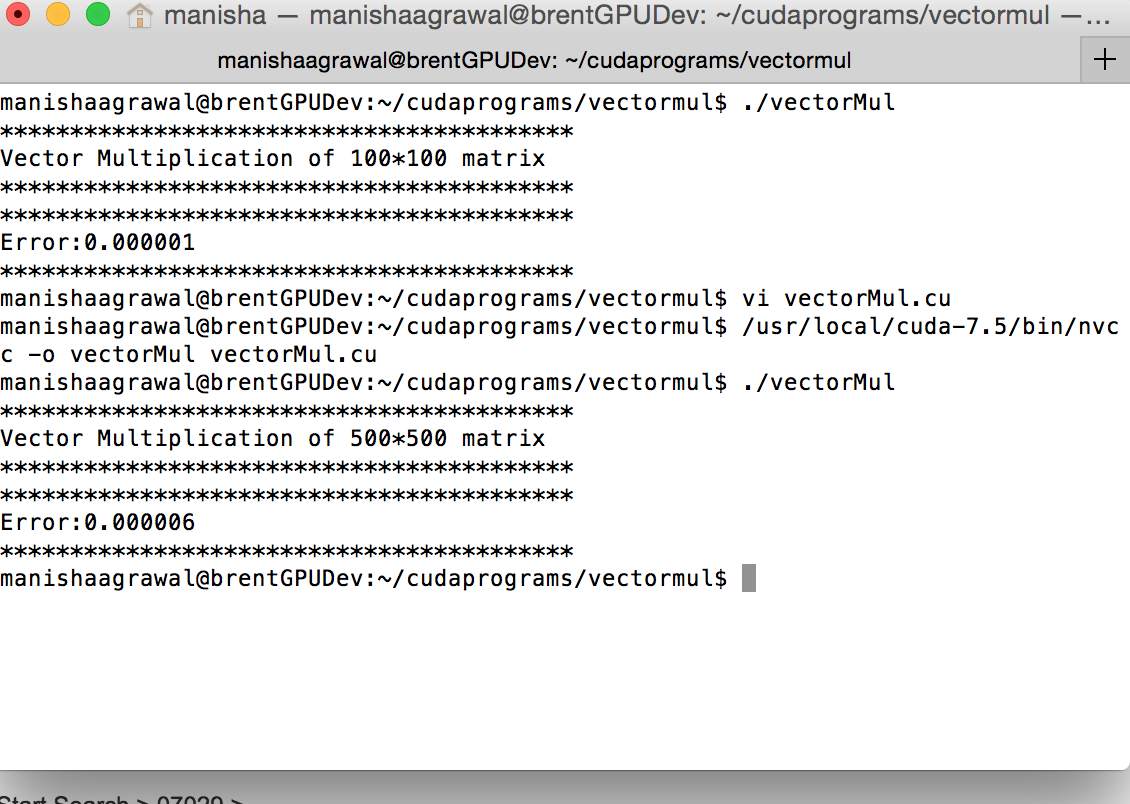 manisha — manishaagrawal@brentGPUDev: ~/cudaprograms/vectormul —...
manishaagrawal@brentGPUDev: ~/cudaprograms/vectormul +
manishaagrawal@brentGPUDev:~/cudaprograms/vectormul$ ./vectorMul
*****************************************
Vector Multiplication of 100*100 matrix
*****************************************
*****************************************
Error:0.000001
*****************************************
manishaagrawal@brentGPUDev:~/cudaprograms/vectormul$ vi vectorMul.cu
manishaagrawal@brentGPUDev:~/cudaprograms/vectormul$ /usr/local/cuda-7.5/bin/nvc
c -o vectorMul vectorMul.cu
manishaagrawal@brentGPUDev:~/cudaprograms/vectormul$ ./vectorMul
*****************************************
Vector Multiplication of 500*500 matrix
*****************************************
*****************************************
Error:0.000006
*****************************************
manishaagrawal@brentGPUDev:~/cudaprograms/vectormul$
Start Search > 07029 >